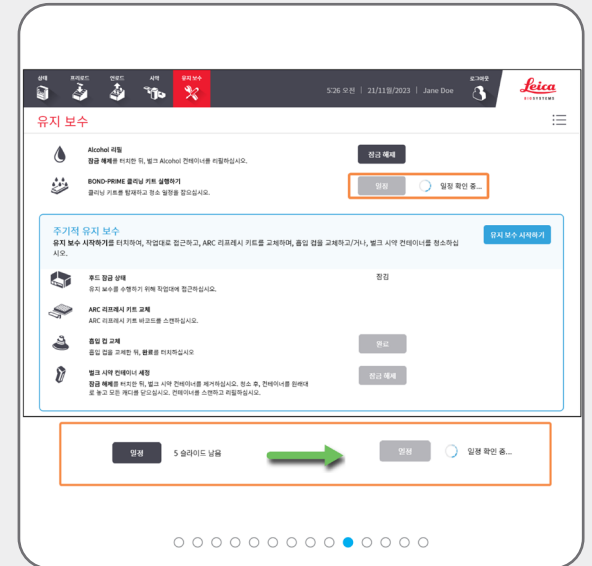 상태 프리로드 언로드 시약 유지 보수
5:26 오전 | 21/11월/2023 | Jane Doe
로그아웃
Leica
BIOSYSTEMS
유지 보수
Alcohol 리필
잠금 해제를 터치한 뒤, 벌크 Alcohol 컨테이너를 리필하십시오.
잠금 해제
BOND-PRIME 클리닝 키트 실행하기
클리닝 키트를 탑재하고 청소 일정을 잡으십시오.
일정 일정 확인 중...
주기적 유지 보수
유지 보수 시작하기를 터치하여, 작업대로 접근하고, ARC 리프레시 키트를 교체하며, 흡입 컵을 교체하고/거나, 벌크 시약 컨테이너를 청소하십
시오.
유지 보수 시작하기
후드 잠금 상태
유지 보수를 수행하기 위해 작업대에 접근하십시오.
잠김
ARC 리프레시 키트 교체
ARC 리프레시 키트 바코드를 스캔하십시오.
흡입 컵 교체
흡입 컵을 교체한 뒤, 완료를 터치하십시오
완료
벌크 시약 컨테이너 세정
잠금 해제를 터치한 뒤, 벌크 시약 컨테이너를 제거하십시오. 청소 후, 컨테이너를 원래대
로 놓고 모든 캐디를 닫으십시오. 컨테이너를 스캔하고 리필하십시오.
잠금 해제
일정 5 슬라이드 남음 일정 일정 확인 중...